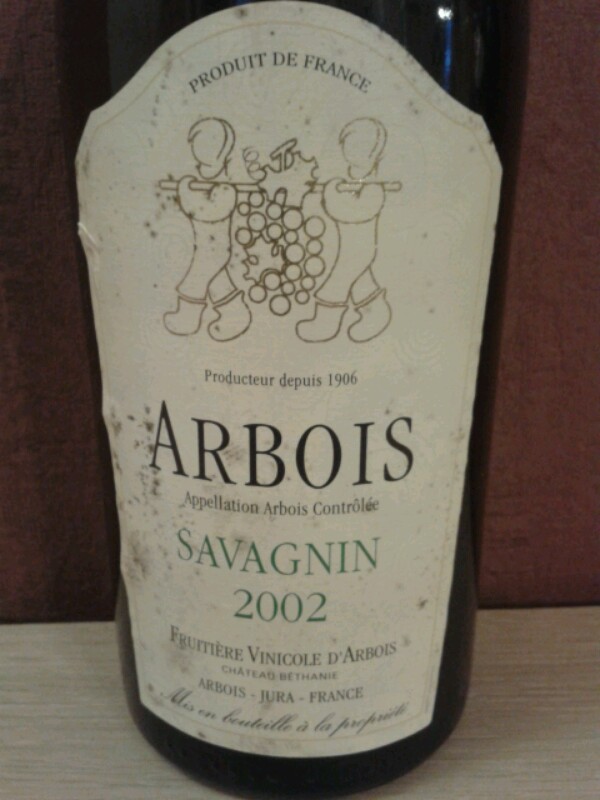 PRODUIT DE FRANCE
Producteur depuis 1906
ARBOIS
Appellation Arbois Contrôlée
SAVAGNIN
2002
FRUITIÈRE VINICOLE D'ARBOIS
CHÂTEAU BÉTHANIE
ARBOIS - JURA - FRANCE
Mis en bouteille à la propriété